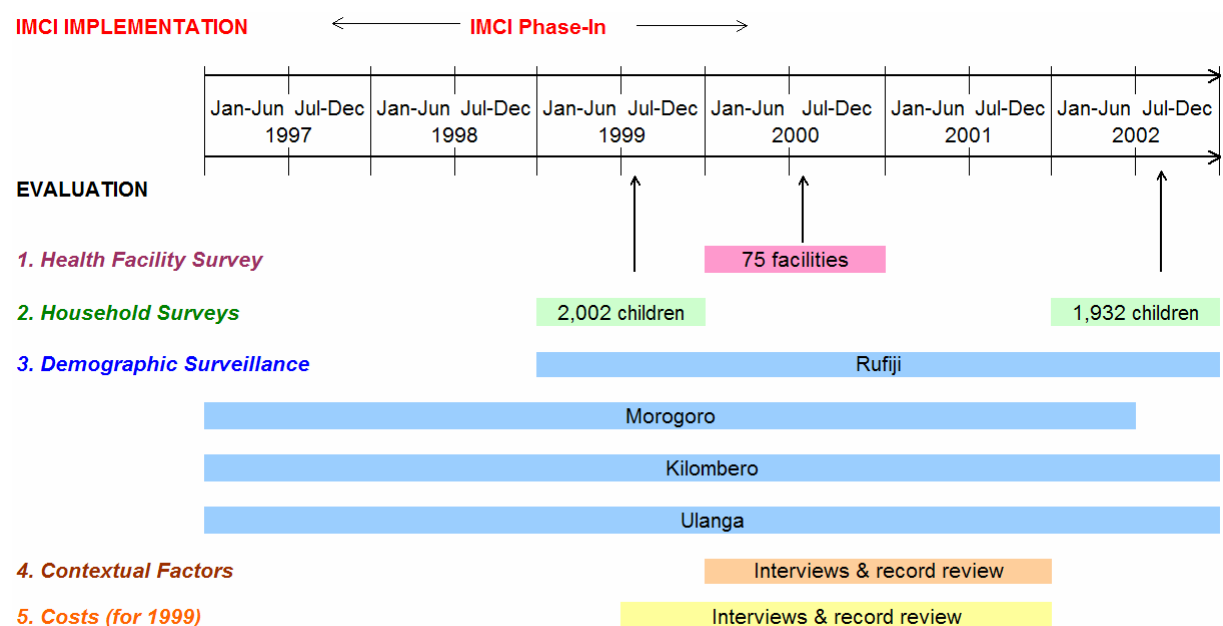 IMCI IMPLEMENTATION
IMCI Phase-In
Jan-Jun Jul-Dec Jan-Jun Jul-Dec Jan-Jun Jul-Dec Jan-Jun Jul-Dec Jan-Jun Jul-Dec Jan-Jun Jul-Dec
1997 1998 1999 2000 2001 2002
EVALUATION
1. Health Facility Survey
75 facilities
2. Household Surveys
2,002 children
1,932 children
3. Demographic Surveillance
Rufiji
Morogoro
Kilombero
Ulanga
4. Contextual Factors
Interviews & record review
5. Costs (for 1999)
Interviews & record review